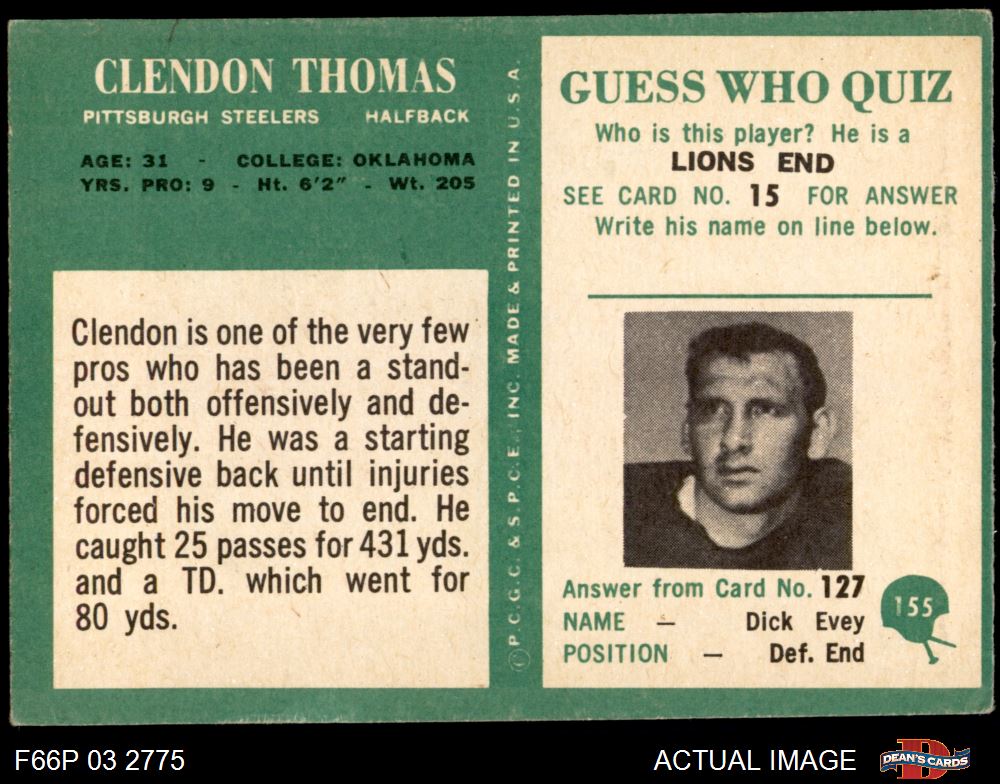 CLENDON THOMAS
PITTSBURGH STEELERS HALFBACK
AGE: 31 - COLLEGE: OKLAHOMA
YRS. PRO: 9 - Ht. 6'2" - Wt. 205
Clendon is one of the very few
pros who has been a stand-
out both offensively and de-
fensively. He was a starting
defensive back until injuries
forced his move to end. He
caught 25 passes for 431 yds.
and a TD. which went for
80 yds.
© P.C.G.C. & S.P.C.E., INC. MADE & PRINTED IN U.S.A.
GUESS WHO QUIZ
Who is this player? He is a
LIONS END
SEE CARD NO. 15 FOR ANSWER
Write his name on line below.
Answer from Card No. 127
NAME — Dick Evey
POSITION — Def. End
155
F66P 03 2775
ACTUAL IMAGE
DEAN'S CARDS